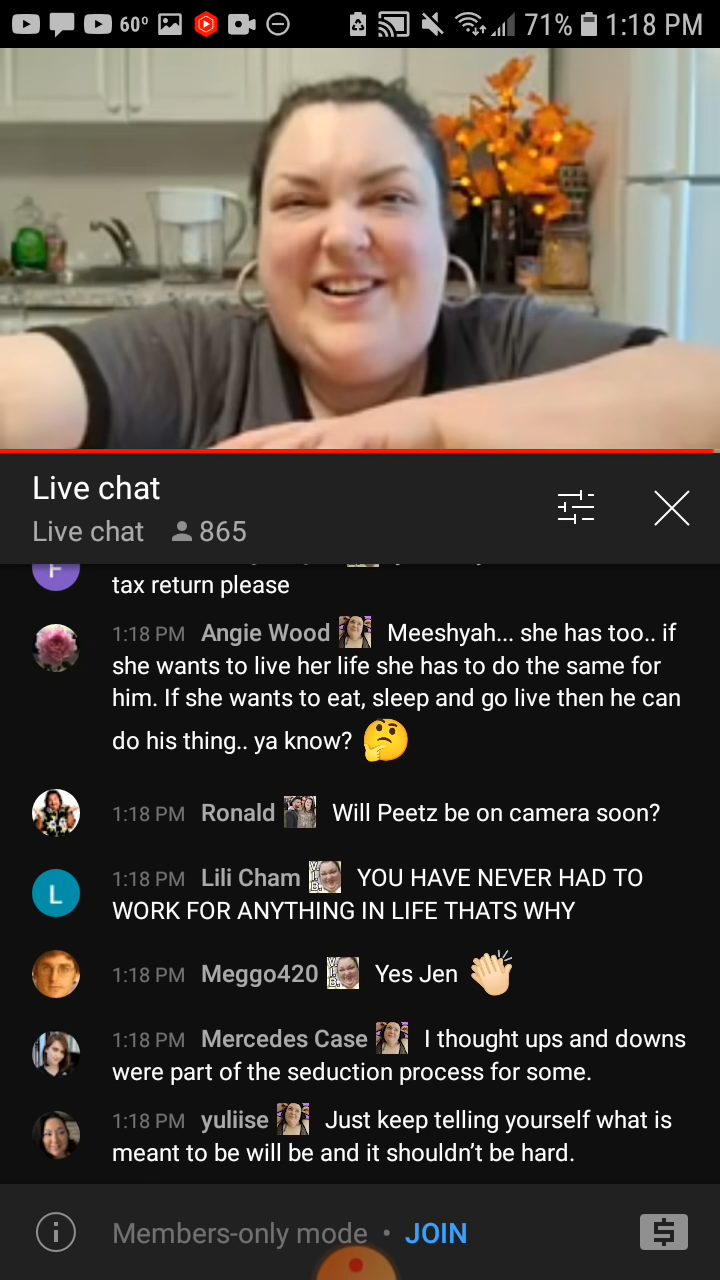 60° 71% 1:18 PM
Live chat
Live chat 865
F
tax return please
1:18 PM Angie Wood Meeshyah... she has too.. if
she wants to live her life she has to do the same for
him. If she wants to eat, sleep and go live then he can
do his thing.. ya know?
1:18 PM Ronald Will Peetz be on camera soon?
L
1:18 PM Lili Cham YOU HAVE NEVER HAD TO
WORK FOR ANYTHING IN LIFE THATS WHY
1:18 PM Meggo420 Yes Jen
1:18 PM Mercedes Case I thought ups and downs
were part of the seduction process for some.
1:18 PM yuliise Just keep telling yourself what is
meant to be will be and it shouldn't be hard.
Members-only mode • JOIN